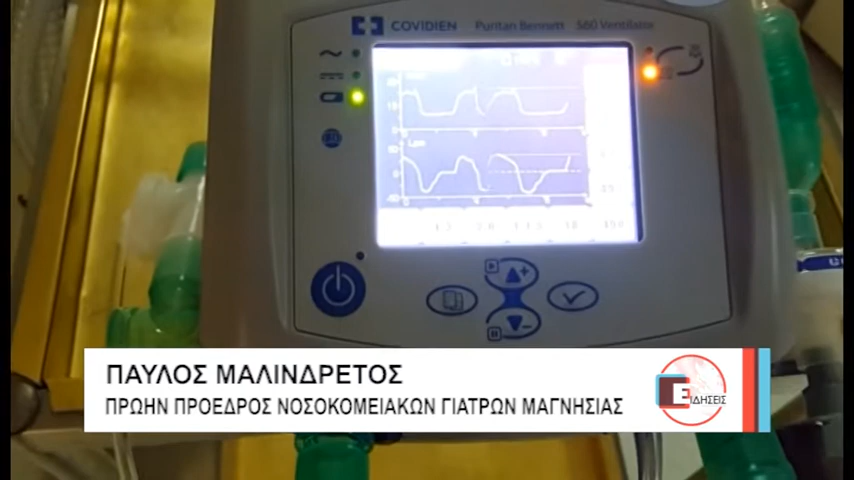 COVIDIEN Puritan Bennett 560 Ventilator
ΠΑΥΛΟΣ ΜΑΛΙΝΔΡΕΤΟΣ
ΠΡΩΗΝ ΠΡΟΕΔΡΟΣ ΝΟΣΟΚΟΜΕΙΑΚΩΝ ΓΙΑΤΡΩΝ ΜΑΓΝΗΣΙΑΣ
ΕΙΔΗΣΕΙΣ